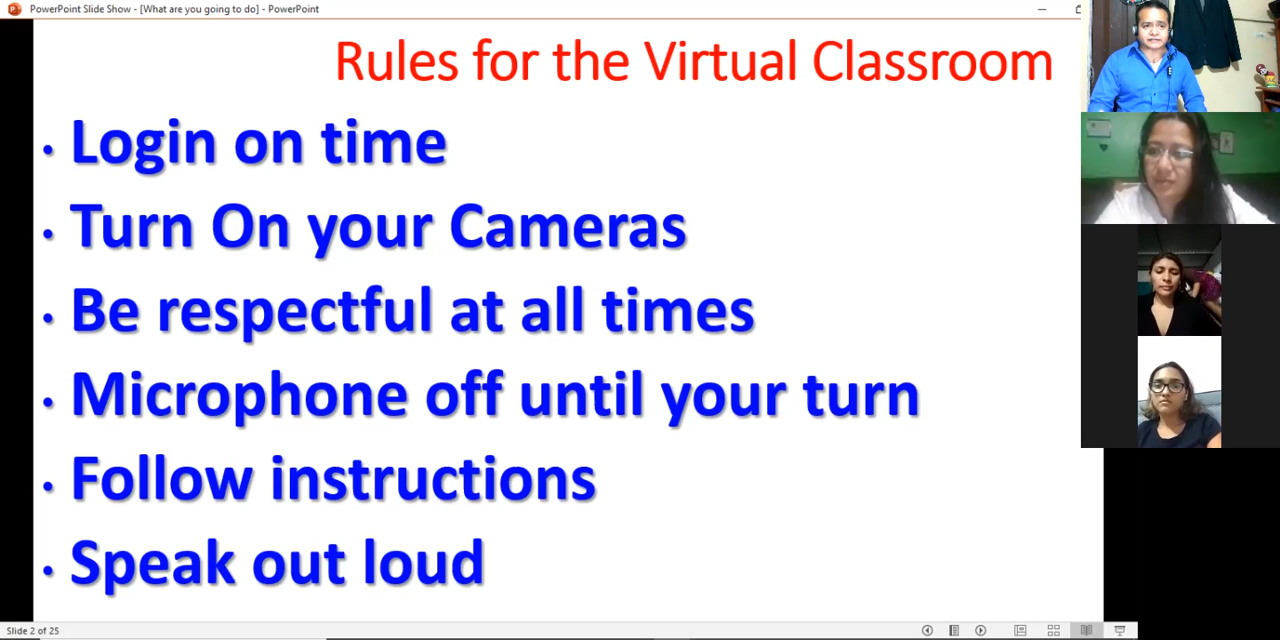 PowerPoint Slide Show - [What are you going to do] - PowerPoint
Rules for the Virtual Classroom
• Login on time
• Turn On your Cameras
• Be respectful at all times
• Microphone off until your turn
• Follow instructions
• Speak out loud
Slide 2 of 25